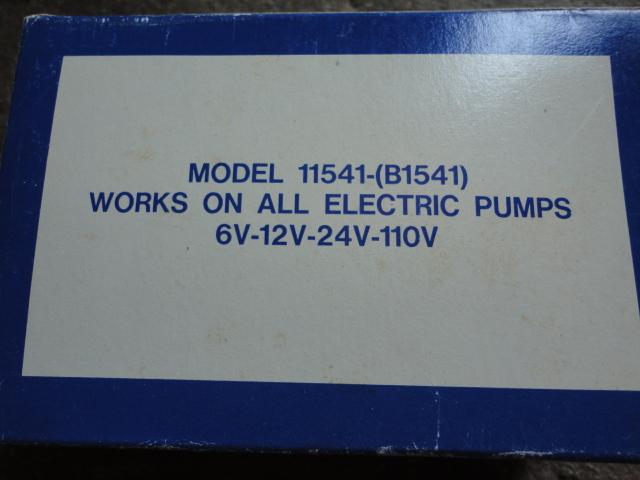 MODEL 11541-(B1541)
WORKS ON ALL ELECTRIC PUMPS
6V-12V-24V-110V